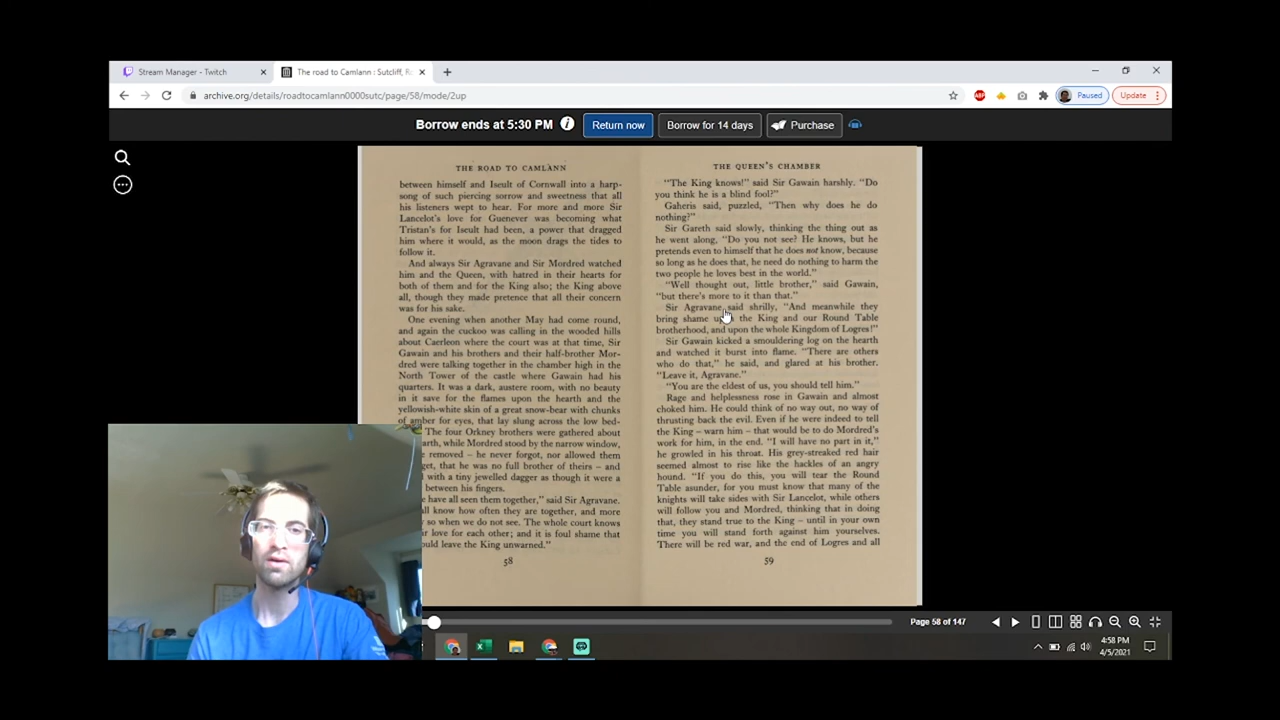 Stream Manager - Twitch
The road to Camlann : Sutcliff, Ro
archive.org/details/roadtocamlann0000sutc/page/58/mode/2up
ABP
Paused
Update
Borrow ends at 5:30 PM
Return now
Borrow for 14 days
Purchase
THE ROAD TO CAMLANN
between himself and Iseult of Cornwall into a harp-
song of such piercing sorrow and sweetness that all
his listeners wept to hear. For more and more Sir
Lancelot's love for Guenever was becoming what
Tristan's for Iseult had been, a power that dragged
him where it would, as the moon drags the tides to
follow it.
And always Sir Agravane and Sir Mordred watched
him and the Queen, with hatred in their hearts for
both of them and for the King also; the King above
all, though they made pretence that all their concern
was for his sake.
One evening when another May had come round,
and again the cuckoo was calling in the wooded hills
about Caerleon where the court was at that time, Sir
Gawain and his brothers and their half-brother Mor-
dred were talking together in the chamber high in the
North Tower of the castle where Gawain had his
quarters. It was a dark, austere room, with no beauty
in it save for the flames upon the hearth and the
yellowish-white skin of a great snow-bear with chunks
of amber for eyes, that lay slung across the low bed-
The four Orkney brothers were gathered about
arth, while Mordred stood by the narrow window,
removed – he never forgot, nor allowed them
get, that he was no full brother of theirs – and
with a tiny jewelled dagger as though it were a
between his fingers.
have all seen them together," said Sir Agravane.
ll know how often they are together, and more
so when we do not see. The whole court knows
ir love for each other; and it is foul shame that
ould leave the King unwarned."
58
THE QUEEN'S CHAMBER
"The King knows!" said Sir Gawain harshly. "Do
you think he is a blind fool?"
Gaheris said, puzzled, "Then why does he do
nothing?"
Sir Gareth said slowly, thinking the thing out as
he went along, "Do you not see? He knows, but he
pretends even to himself that he does not know, because
so long as he does that, he need do nothing to harm the
two people he loves best in the world."
"Well thought out, little brother," said Gawain,
"but there's more to it than that."
Sir Agravane said shrilly, "And meanwhile they
bring shame upon the King and our Round Table
brotherhood, and upon the whole Kingdom of Logres!"
Sir Gawain kicked a smouldering log on the hearth
and watched it burst into flame. "There are others
who do that," he said, and glared at his brother.
"Leave it, Agravane."
"You are the eldest of us, you should tell him."
Rage and helplessness rose in Gawain and almost
choked him. He could think of no way out, no way of
thrusting back the evil. Even if he were indeed to tell
the King – warn him – that would be to do Mordred's
work for him, in the end. "I will have no part in it,"
he growled in his throat. His grey-streaked red hair
seemed almost to rise like the hackles of an angry
hound. "If you do this, you will tear the Round
Table asunder, for you must know that many of the
knights will take sides with Sir Lancelot, while others
will follow you and Mordred, thinking that in doing
that, they stand true to the King – until in your own
time you will stand forth against him yourselves.
There will be red war, and the end of Logres and all
59
Page 58 of 147
4:58 PM
4/5/2021